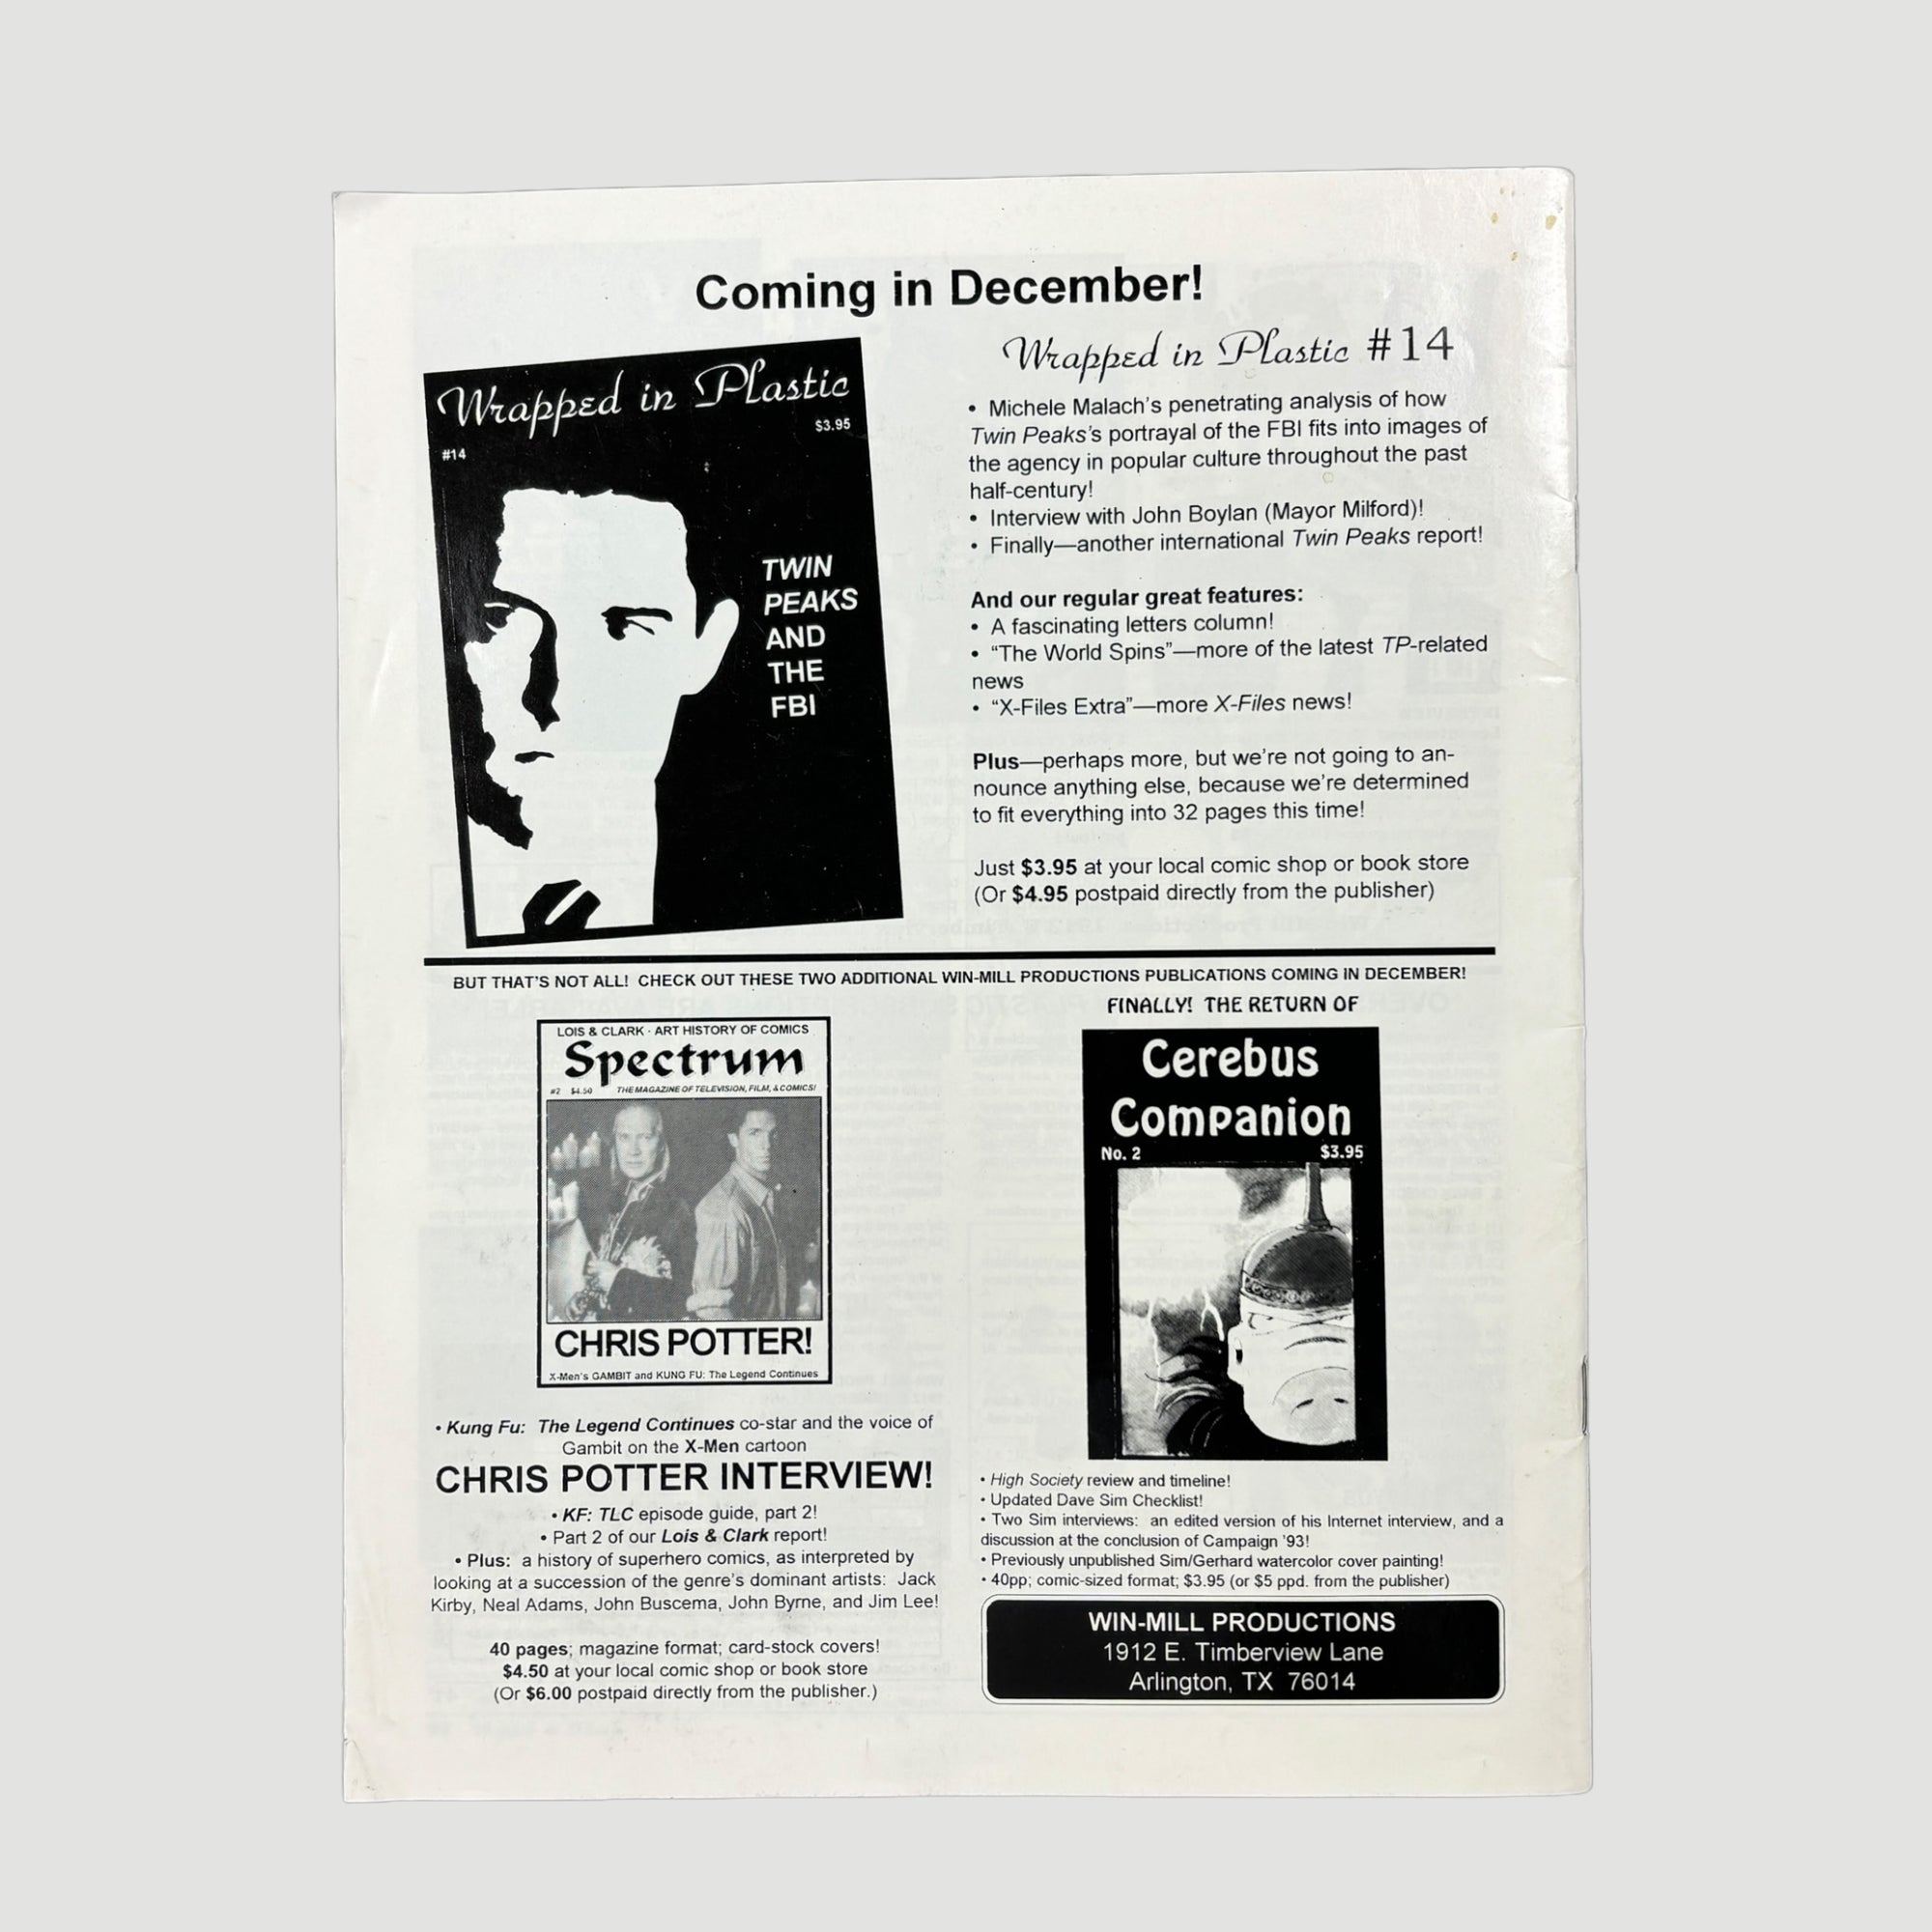 Coming in December!
Wrapped in Plastic
$3.95
#14
TWIN
PEAKS
AND
THE
FBI
Wrapped in Plastic #14
• Michele Malach's penetrating analysis of how
Twin Peaks's portrayal of the FBI fits into images of
the agency in popular culture throughout the past
half-century!
• Interview with John Boylan (Mayor Milford)!
• Finally—another international Twin Peaks report!
And our regular great features:
• A fascinating letters column!
• “The World Spins”—more of the latest TP-related
news
• “X-Files Extra”—more X-Files news!
Plus—perhaps more, but we're not going to an-
nounce anything else, because we're determined
to fit everything into 32 pages this time!
Just $3.95 at your local comic shop or book store
(Or $4.95 postpaid directly from the publisher)
BUT THAT'S NOT ALL! CHECK OUT THESE TWO ADDITIONAL WIN-MILL PRODUCTIONS PUBLICATIONS COMING IN DECEMBER!
LOIS & CLARK · ART HISTORY OF COMICS
Spectrum
#2 $4.50 THE MAGAZINE OF TELEVISION, FILM, & COMICS!
CHRIS POTTER!
X-Men's GAMBIT and KUNG FU: The Legend Continues
• Kung Fu: The Legend Continues co-star and the voice of
Gambit on the X-Men cartoon
CHRIS POTTER INTERVIEW!
• KF: TLC episode guide, part 2!
• Part 2 of our Lois & Clark report!
• Plus: a history of superhero comics, as interpreted by
looking at a succession of the genre's dominant artists: Jack
Kirby, Neal Adams, John Buscema, John Byrne, and Jim Lee!
40 pages; magazine format; card-stock covers!
$4.50 at your local comic shop or book store
(Or $6.00 postpaid directly from the publisher.)
FINALLY! THE RETURN OF
Cerebus
Companion
No. 2 $3.95
• High Society review and timeline!
• Updated Dave Sim Checklist!
• Two Sim interviews: an edited version of his Internet interview, and a
discussion at the conclusion of Campaign '93!
• Previously unpublished Sim/Gerhard watercolor cover painting!
• 40pp; comic-sized format; $3.95 (or $5 ppd. from the publisher)
WIN-MILL PRODUCTIONS
1912 E. Timberview Lane
Arlington, TX 76014